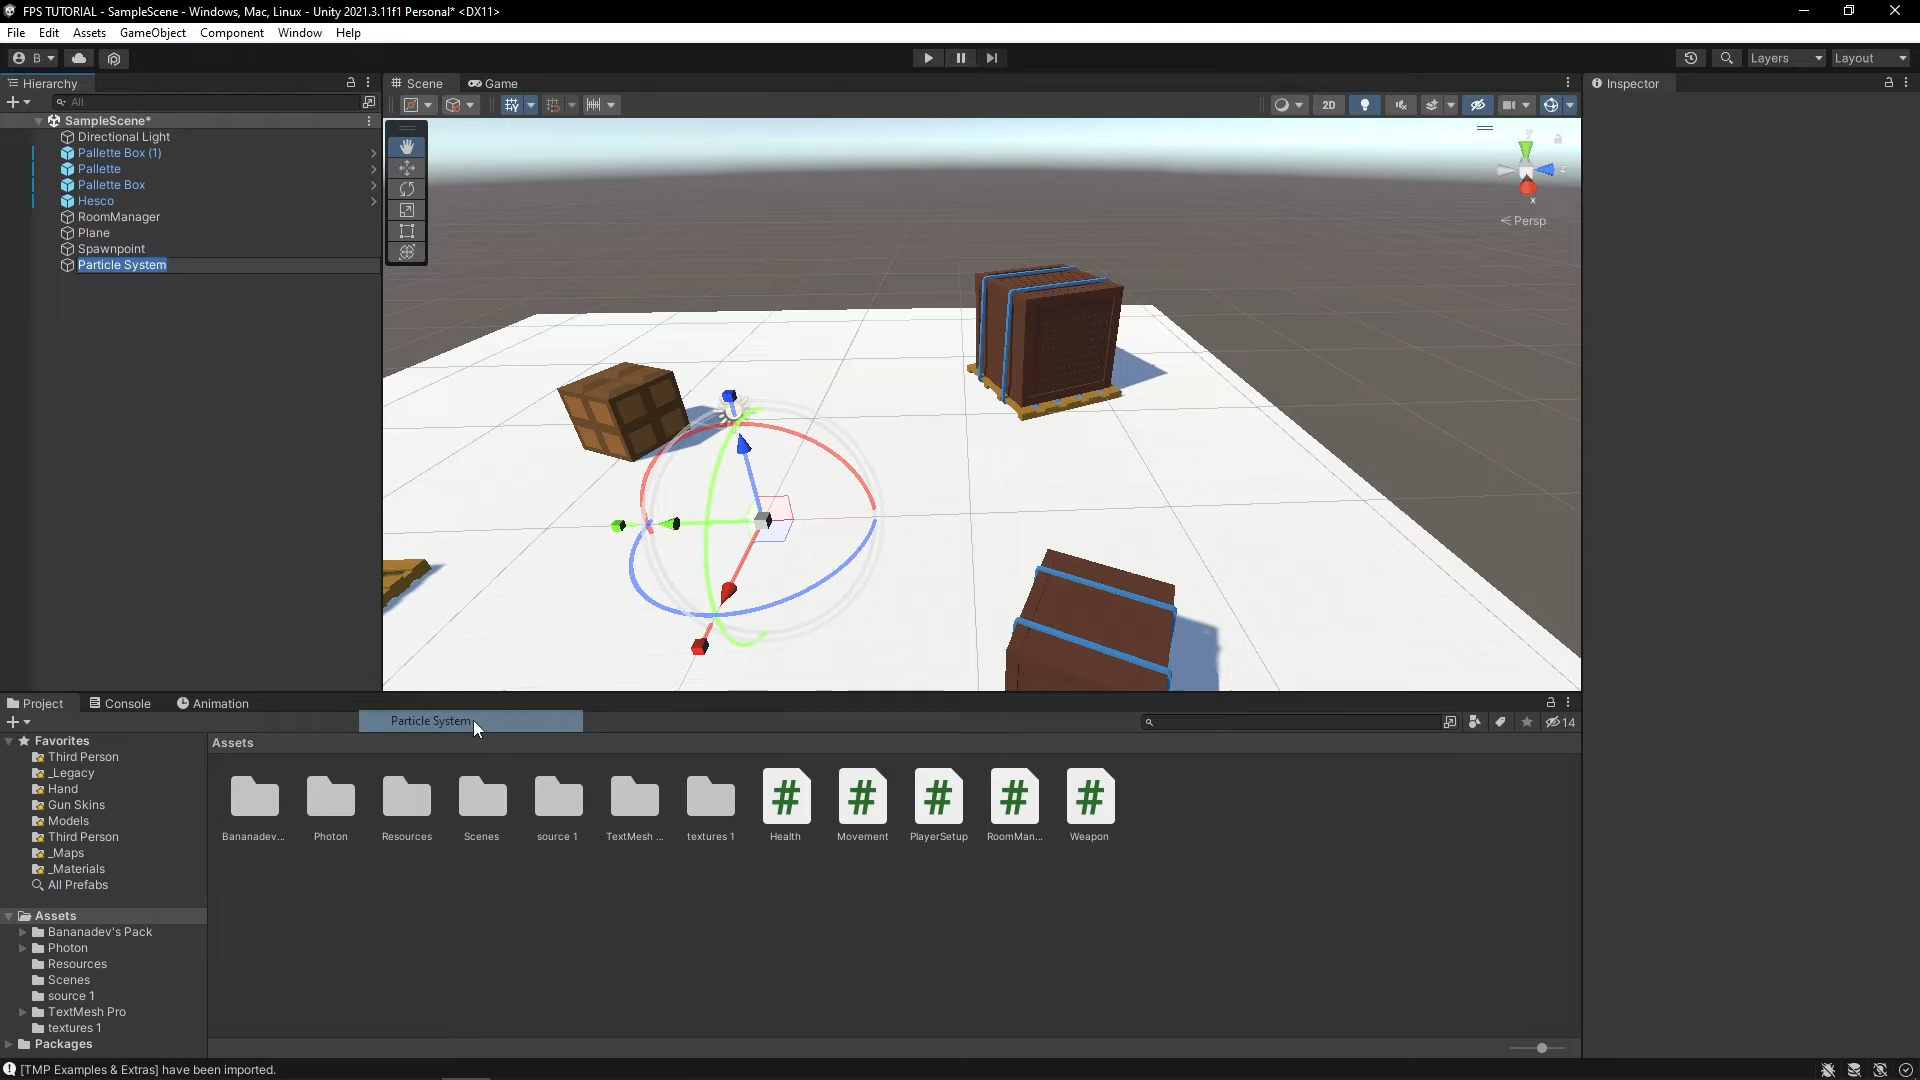 FPS TUTORIAL - SampleScene - Windows, Mac, Linux - Unity 2021.3.11f1 Personal* <DX11>
File Edit Assets GameObject Component Window Help
B Layers Layout
Hierarchy
All
SampleScene*
Directional Light
Pallette Box (1)
Pallette
Pallette Box
Hesco
RoomManager
Plane
Spawnpoint
Particle System
Scene Game
2D
y
z
x
Persp
Inspector
Project Console Animation
Particle System
14
Favorites
Third Person
_Legacy
Hand
Gun Skins
Models
Third Person
_Maps
_Materials
All Prefabs
Assets
Bananadev's Pack
Photon
Resources
Scenes
source 1
TextMesh Pro
textures 1
Packages
Assets
Bananadev... Photon Resources Scenes source 1 TextMesh ... textures 1 Health Movement PlayerSetup RoomMan... Weapon
[TMP Examples & Extras] have been imported.